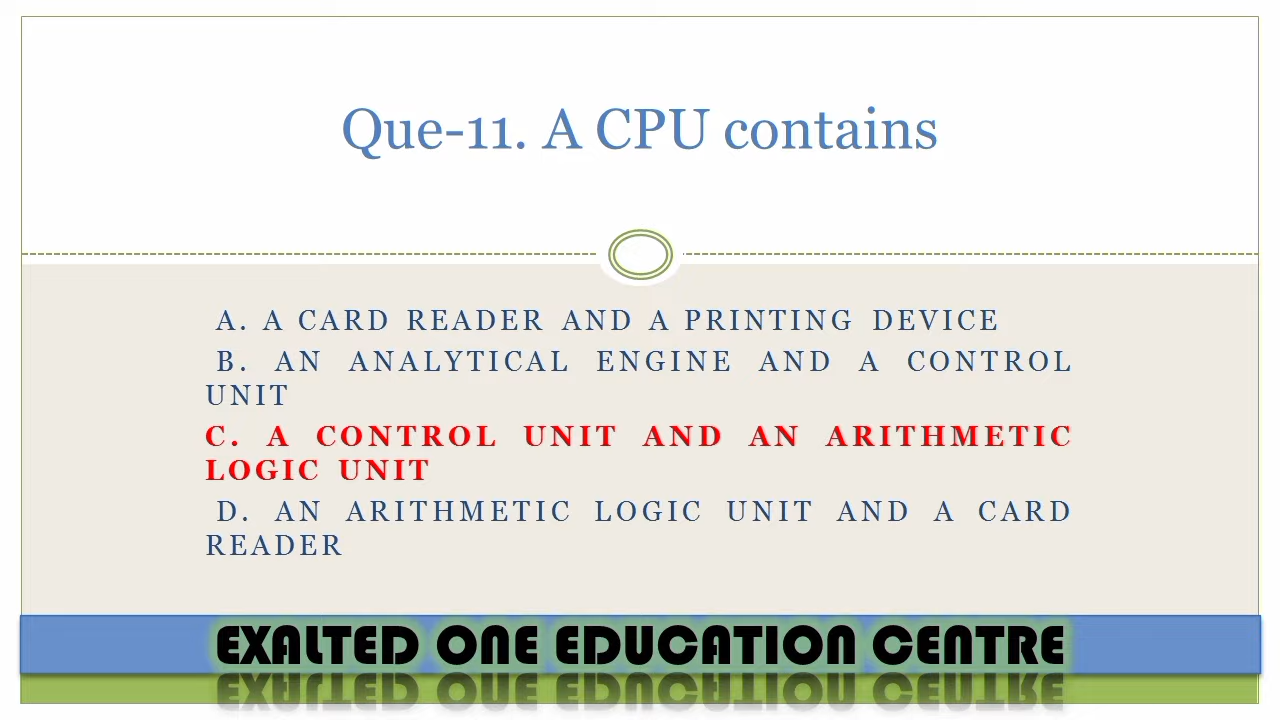 Que-11. A CPU contains
A. A CARD READER AND A PRINTING DEVICE
B. AN ANALYTICAL ENGINE AND A CONTROL
UNIT
C. A CONTROL UNIT AND AN ARITHMETIC
LOGIC UNIT
D. AN ARITHMETIC LOGIC UNIT AND A CARD
READER
EXALTED ONE EDUCATION CENTRE